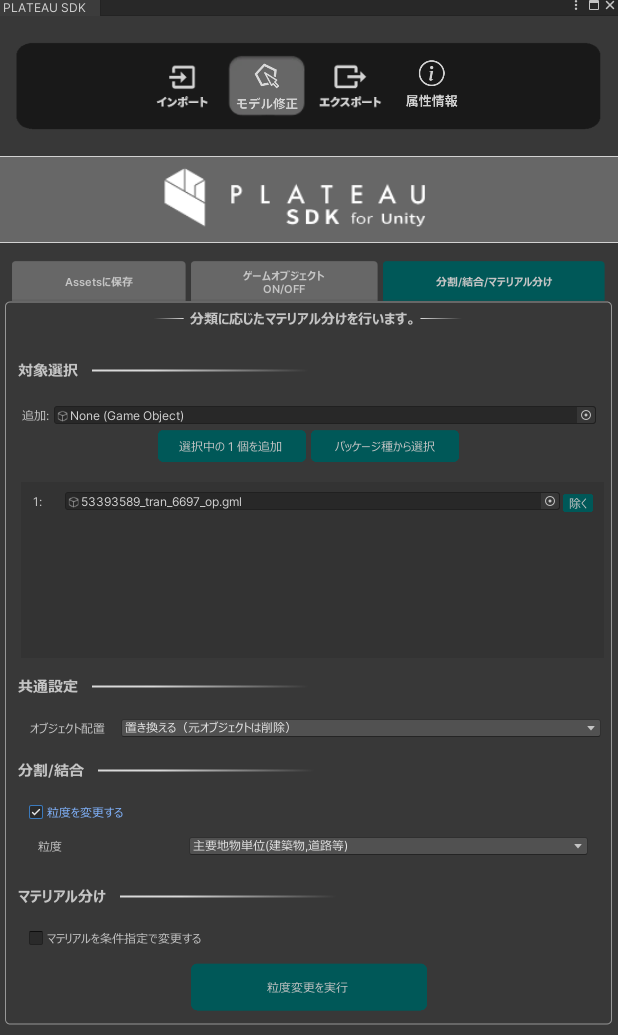 PLATEAU SDK
インポート
モデル修正
エクスポート
属性情報
PLATEAU
SDK for Unity
Assetsに保存
ゲームオブジェクト
ON/OFF
分割/結合/マテリアル分け
分類に応じたマテリアル分けを行います。
対象選択
追加: None (Game Object)
選択中の 1 個を追加
パッケージ種から選択
1: 53393589_tran_6697_op.gml 除く
共通設定
オブジェクト配置 置き換える（元オブジェクトは削除）
分割/結合
粒度を変更する
粒度 主要地物単位(建築物,道路等)
マテリアル分け
マテリアルを条件指定で変更する
粒度変更を実行